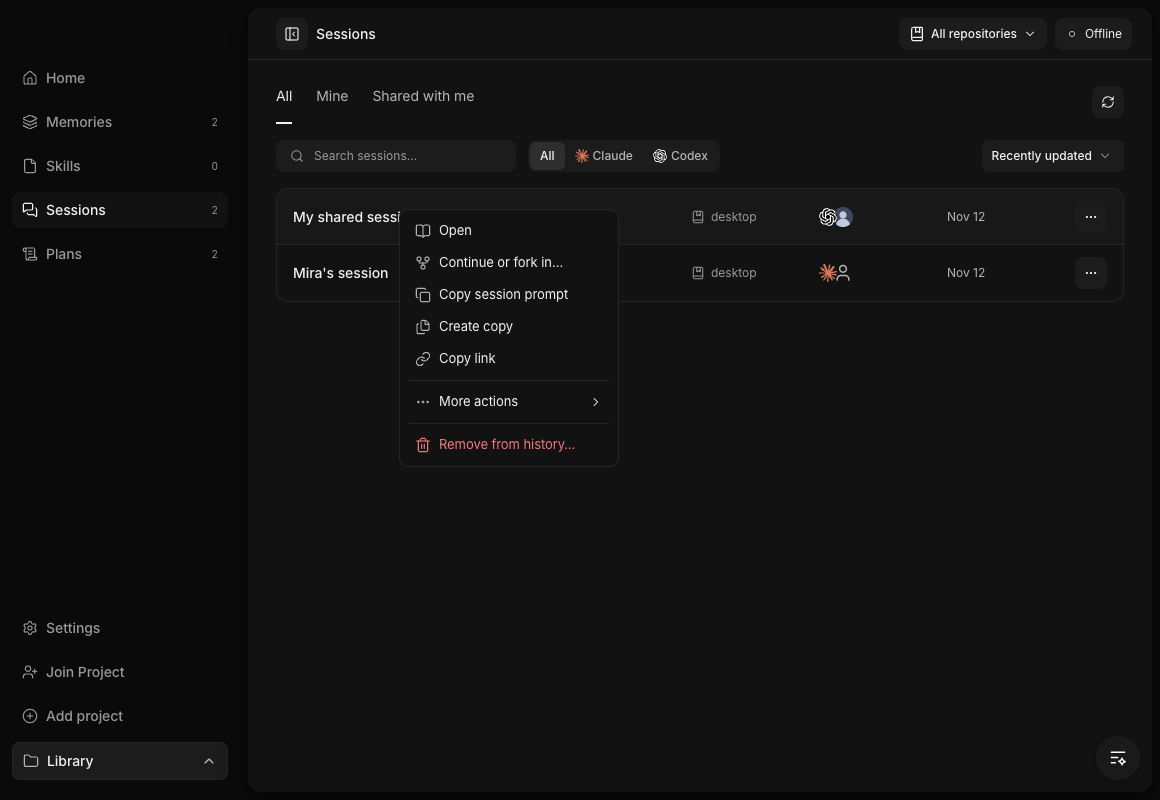 Sessions
All repositories
Offline
Home
Memories 2
Skills 0
Sessions 2
Plans 2
All Mine Shared with me
Search sessions...
All Claude Codex
Recently updated
My shared sessi desktop Nov 12
Mira's session desktop Nov 12
Open
Continue or fork in...
Copy session prompt
Create copy
Copy link
More actions
Remove from history...
Settings
Join Project
Add project
Library